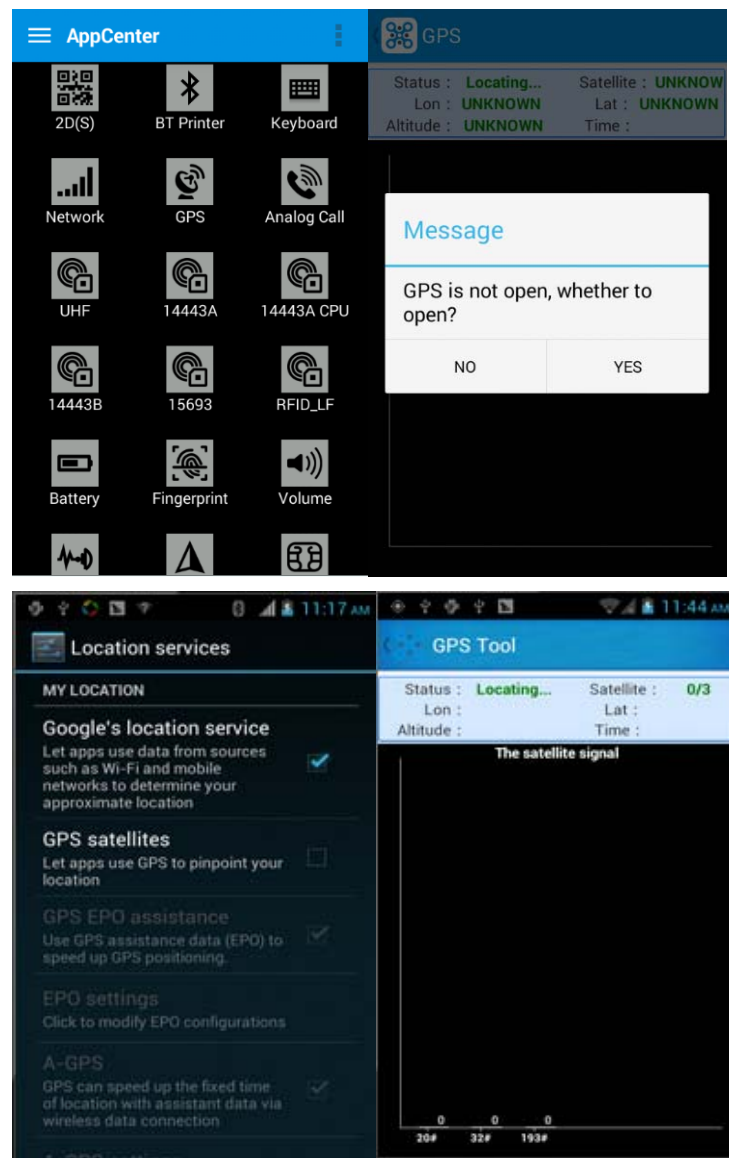 AppCenter
2D(S) BT Printer Keyboard
Network GPS Analog Call
UHF 14443A 14443A CPU
14443B 15693 RFID_LF
Battery Fingerprint Volume
GPS
Status : Locating... Satellite : UNKNOW
Lon : UNKNOWN Lat : UNKNOWN
Altitude : UNKNOWN Time :
Message
GPS is not open, whether to
open?
NO YES
11:17 AM
Location services
MY LOCATION
Google's location service
Let apps use data from sources
such as Wi-Fi and mobile
networks to determine your
approximate location
GPS satellites
Let apps use GPS to pinpoint your
location
GPS EPO assistance
Use GPS assistance data (EPO) to
speed up GPS positioning.
EPO settings
Click to modify EPO configurations
A-GPS
GPS can speed up the fixed time
of location with assistant data via
wireless data connection
11:44 AM
GPS Tool
Status : Locating... Satellite : 0/3
Lon : Lat :
Altitude : Time :
The satellite signal
0 0 0
20# 32# 193#